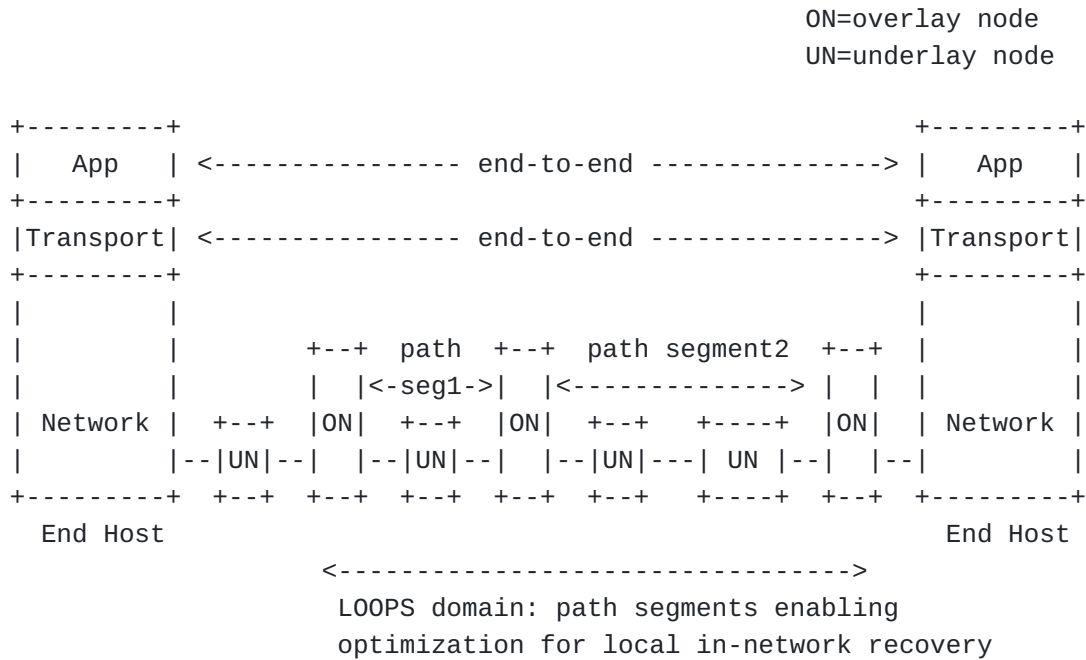 ON=overlay node
                                                     UN=underlay node

+---------+                                                +---------+
|   App   | <---------------- end-to-end ---------------> |   App   |
+---------+                                                +---------+
|Transport| <---------------- end-to-end ---------------> |Transport|
+---------+                                                +---------+
|         |                                                |         |
|         |        +--+  path  +--+  path segment2  +--+  |         |
|         |        |  |<-seg1->|  |<--------------> |  |  |         |
| Network |  +--+  |ON|  +--+  |ON|  +--+   +----+  |ON|  | Network |
|         |--|UN|--|  |--|UN|--|  |--|UN|---| UN |--|  |--|         |
+---------+  +--+  +--+  +--+  +--+  +--+   +----+  +--+  +---------+
  End Host                                                  End Host
                    <--------------------------------->
                     LOOPS domain: path segments enabling
                     optimization for local in-network recovery